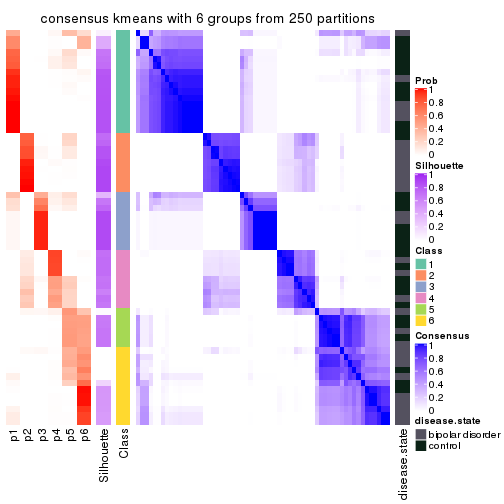 consensus kmeans with 6 groups from 250 partitions
Prob
1
0.8
0.6
0.4
0.2
0
Silhouette
1
0.8
0.6
0.4
0.2
0
Class
1
2
3
4
5
6
Consensus
1
0.8
0.6
0.4
0.2
0
disease.state
bipolar disorder
control
p1
p2
p3
p4
p5
p6
Silhouette
Class
disease.state